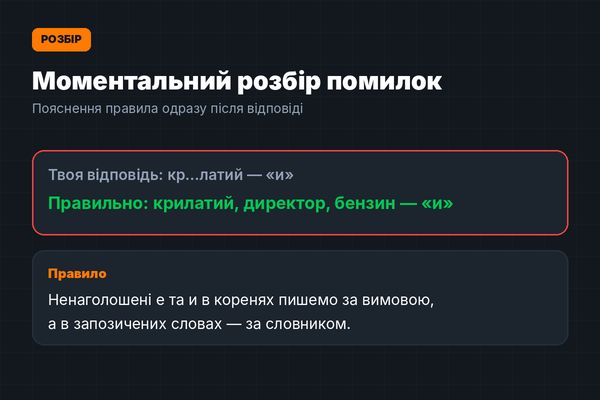 РОЗБІР
Моментальний розбір помилок
Пояснення правила одразу після відповіді
Твоя відповідь: кр...латий — «и»
Правильно: крилатий, директор, бензин — «и»
Правило
Ненаголошені е та и в коренях пишемо за вимовою,
а в запозичених словах — за словником.